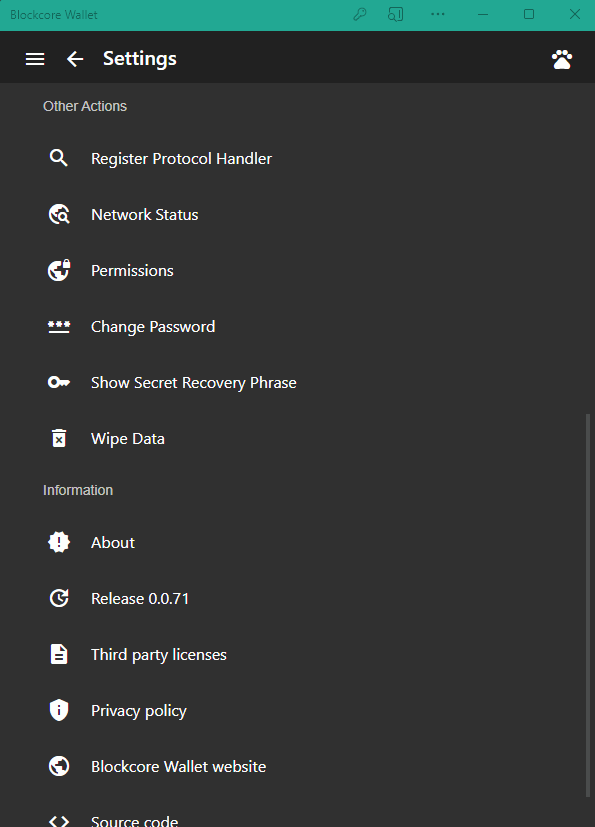 Blockcore Wallet
Settings
Other Actions
Register Protocol Handler
Network Status
Permissions
Change Password
Show Secret Recovery Phrase
Wipe Data
Information
About
Release 0.0.71
Third party licenses
Privacy policy
Blockcore Wallet website
Source code